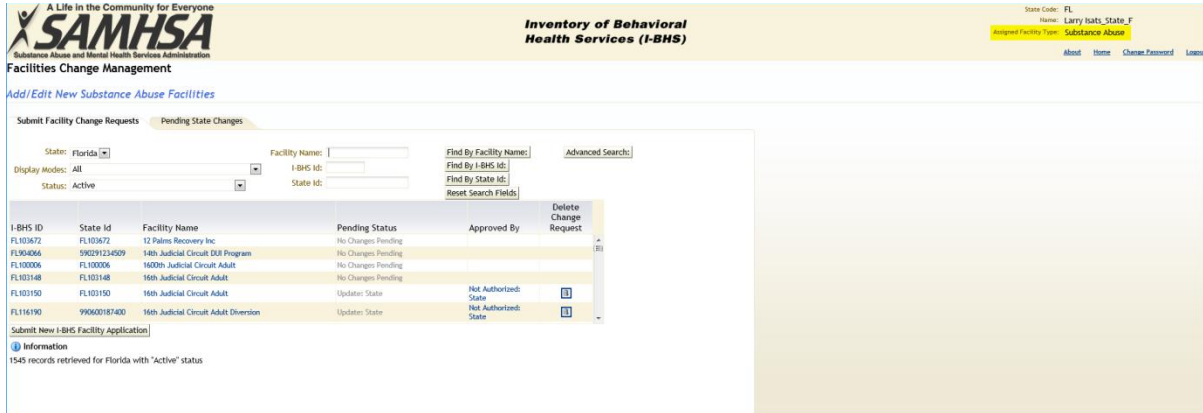 A Life in the Community for Everyone
SAMHSA
Substance Abuse and Mental Health Services Administration
Inventory of Behavioral
Health Services (I-BHS)
State Code: FL
Name: Larry Isats_State_F
Assigned Facility Type: Substance Abuse
About Home Change Password Logou
Facilities Change Management
Add/Edit New Substance Abuse Facilities
Submit Facility Change Requests Pending State Changes
State: Florida Facility Name: Find By Facility Name: Advanced Search:
Display Modes: All I-BHS Id: Find By I-BHS Id:
Status: Active State Id: Find By State Id:
Reset Search Fields
Delete
Change
I-BHS ID State Id Facility Name Pending Status Approved By Request
FL103672 FL103672 12 Palms Recovery Inc No Changes Pending
FL904066 590291234509 14th Judicial Circuit DUI Program No Changes Pending
FL100006 FL100006 1600th Judicial Circuit Adult No Changes Pending
FL103148 FL103148 16th Judicial Circuit Adult No Changes Pending
FL103150 FL103150 16th Judicial Circuit Adult Update: State Not Authorized: State
FL116190 990600187400 16th Judicial Circuit Adult Diversion Update: State Not Authorized: State
Submit New I-BHS Facility Application
Information
1545 records retrieved for Florida with "Active" status